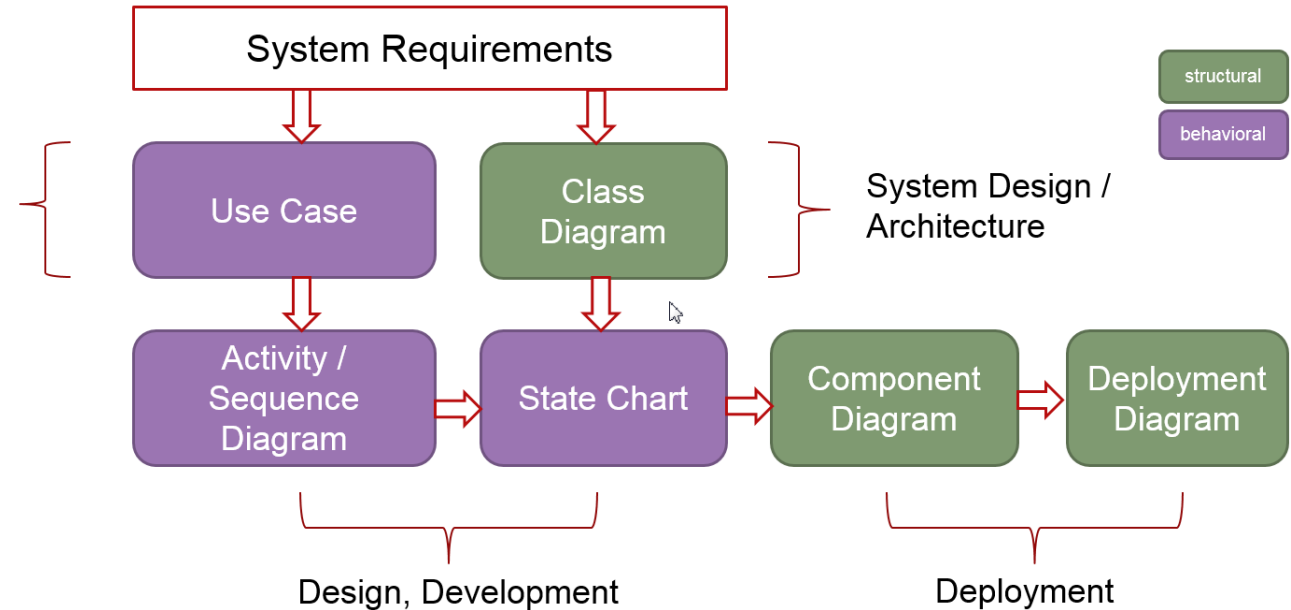 System Requirements
structural
behavioral
Use Case
Class
Diagram
System Design /
Architecture
Activity /
Sequence
Diagram
State Chart
Component
Diagram
Deployment
Diagram
Design, Development
Deployment